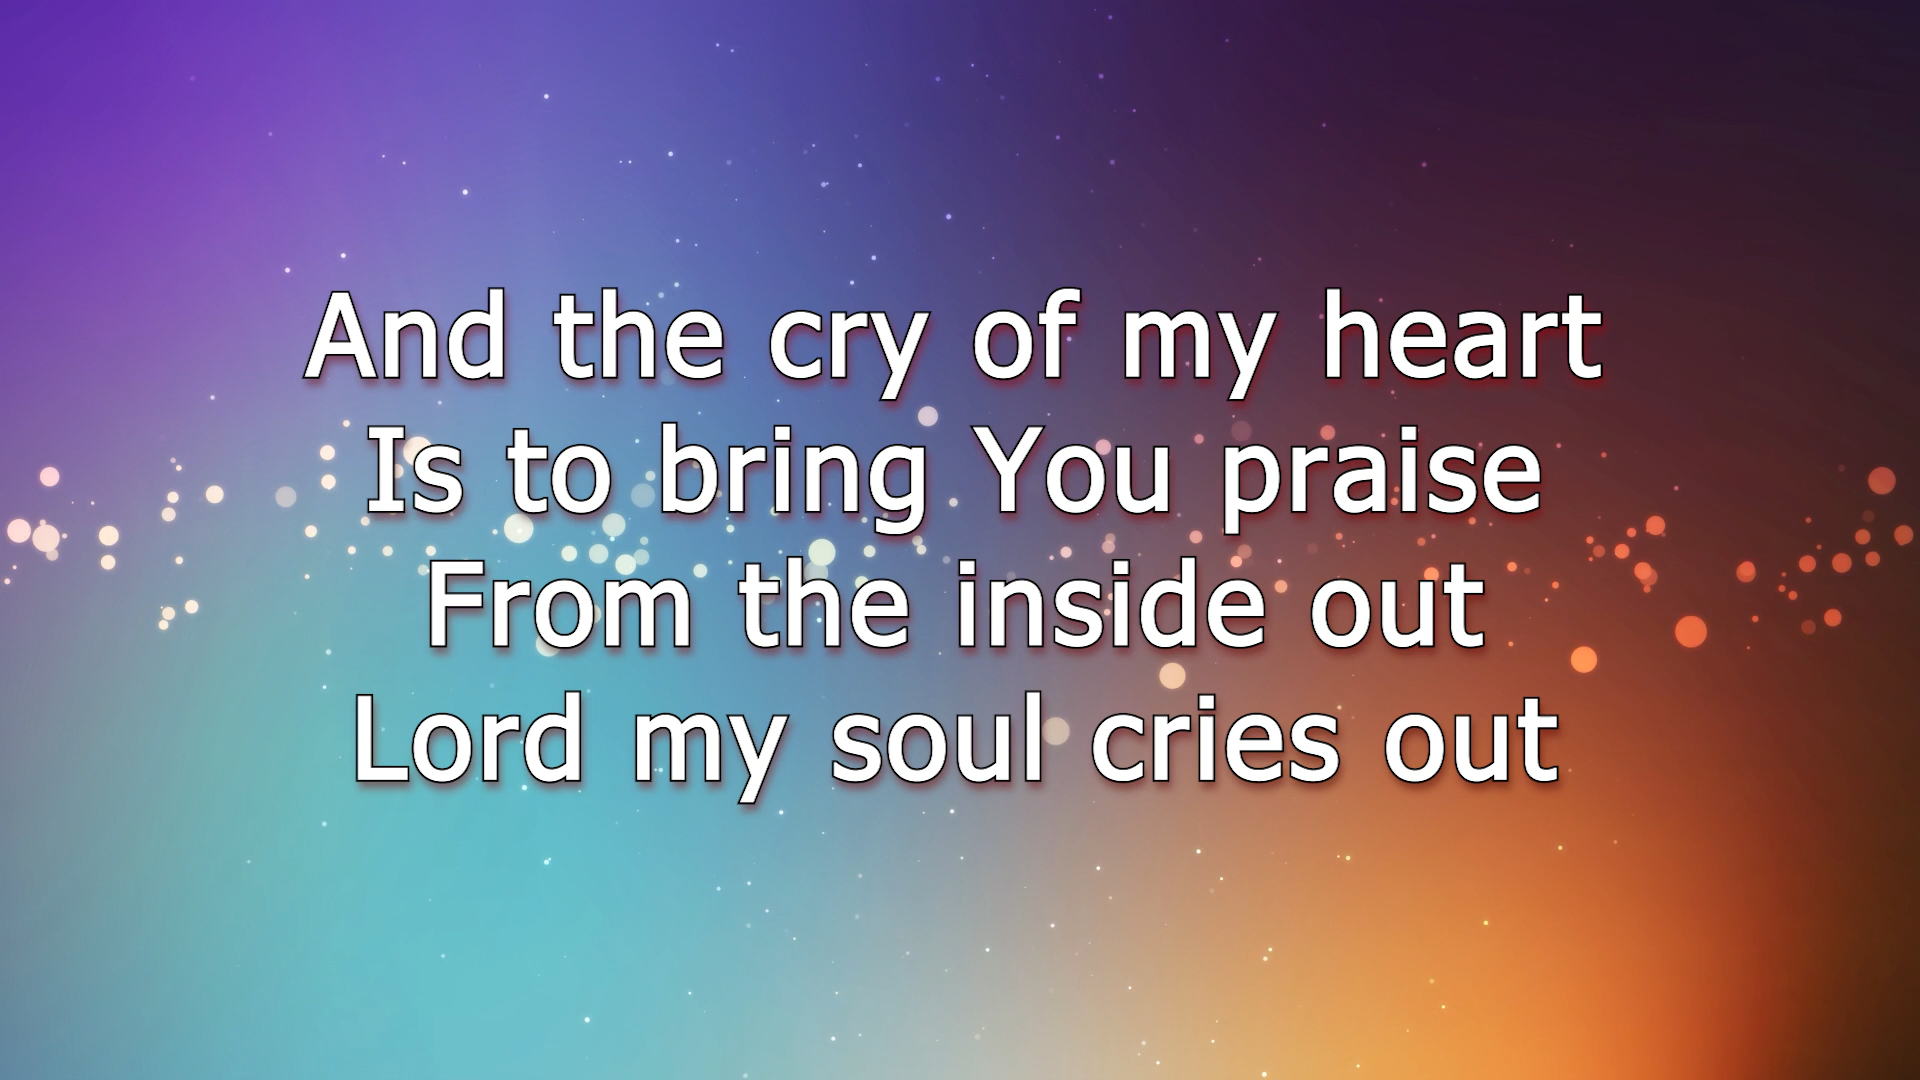 And the cry of my heart
Is to bring You praise
From the inside out
Lord my soul cries out